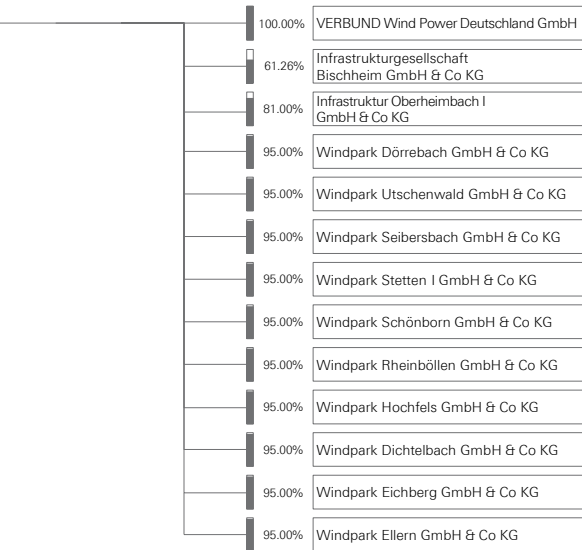 100.00% VERBUND Wind Power Deutschland GmbH
61.26% Infrastrukturgesellschaft
Bischheim GmbH & Co KG
81.00% Infrastruktur Oberheimbach I
GmbH & Co KG
95.00% Windpark Dörrebach GmbH & Co KG
95.00% Windpark Utschenwald GmbH & Co KG
95.00% Windpark Seibersbach GmbH & Co KG
95.00% Windpark Stetten I GmbH & Co KG
95.00% Windpark Schönborn GmbH & Co KG
95.00% Windpark Rheinböllen GmbH & Co KG
95.00% Windpark Hochfels GmbH & Co KG
95.00% Windpark Dichtelbach GmbH & Co KG
95.00% Windpark Eichberg GmbH & Co KG
95.00% Windpark Ellern GmbH & Co KG